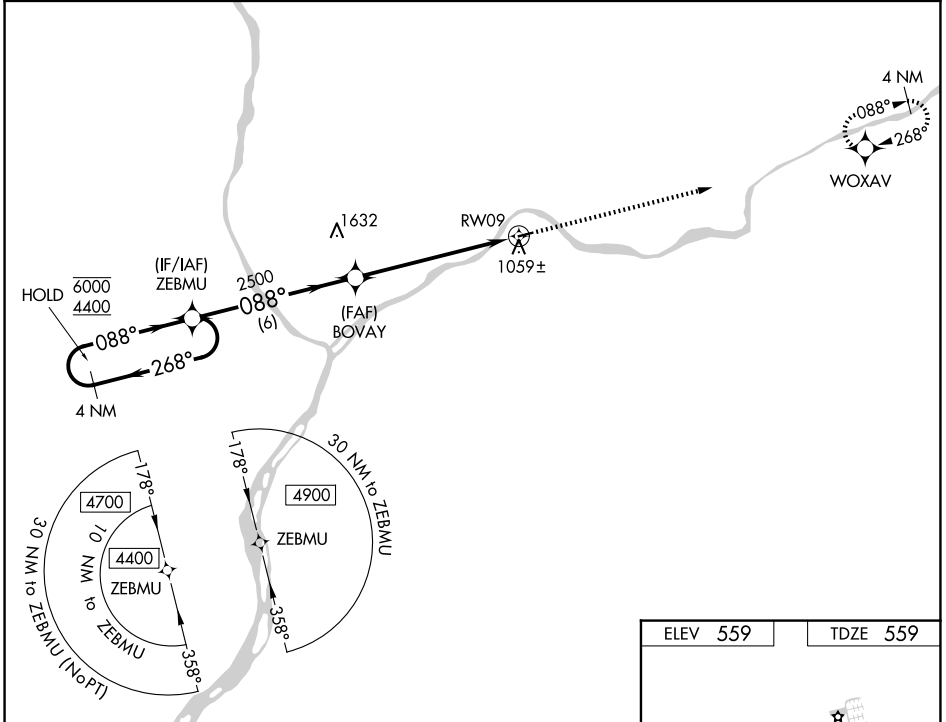 4 NM
088°
268°
WOXAV
1632
RW09
1059±
(IF/IAF)
ZEBMU
2500
088°
(6)
(FAF)
BOVAY
HOLD
6000
4400
088°
268°
4 NM
178°
4700
30 NM to ZEBMU (NoPT)
10 NM to ZEBMU
4400
ZEBMU
358°
178°
30 NM to ZEBMU
4900
ZEBMU
358°
ELEV 559
TDZE 559